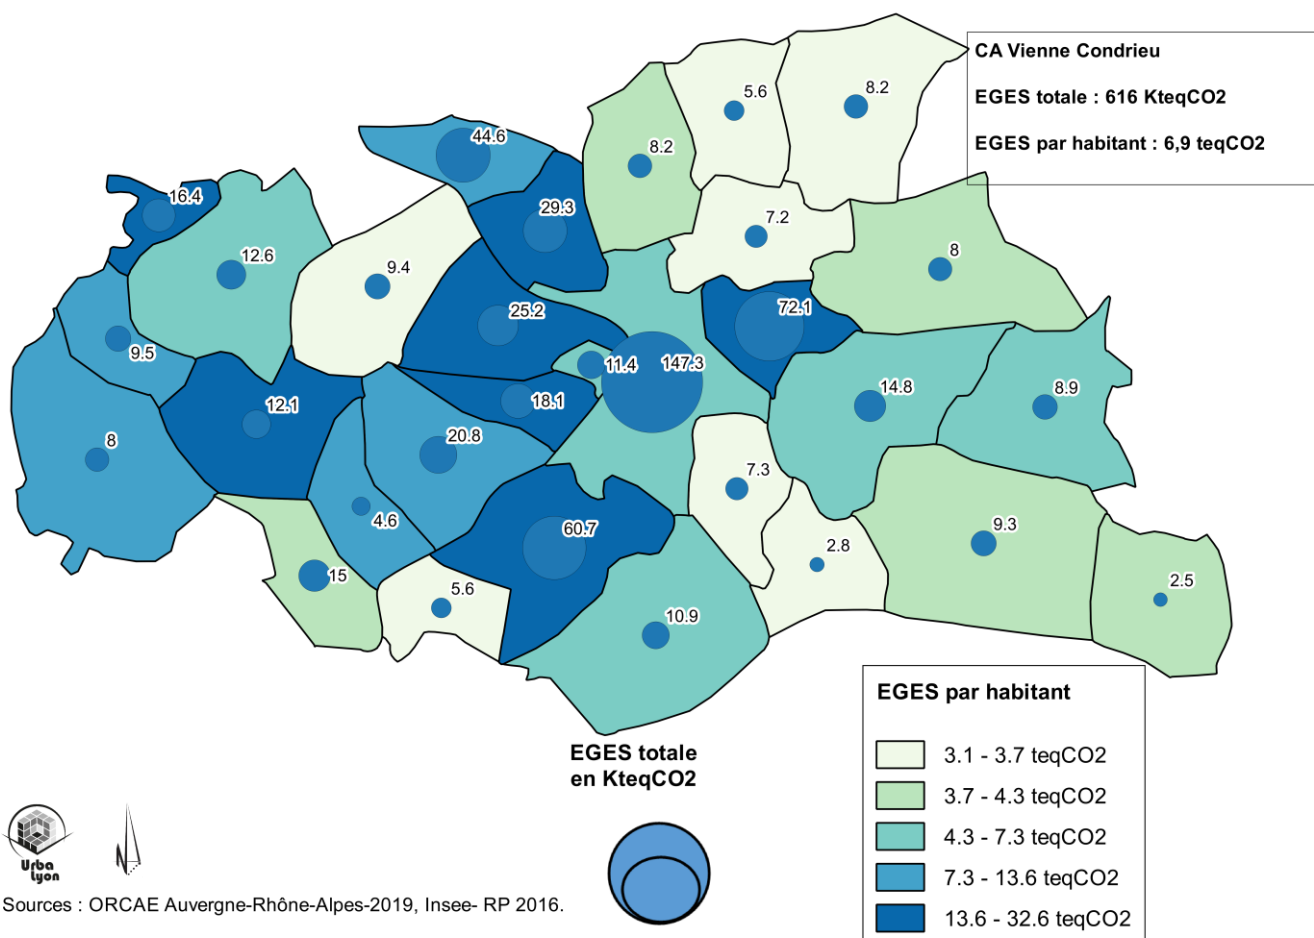 CA Vienne Condrieu
EGES totale : 616 KteqCO2
EGES par habitant : 6,9 teqCO2
5.6
8.2
44.6
8.2
16.4
29.3
7.2
12.6
9.4
8
25.2
72.1
9.5
11.4
147.3
14.8
8.9
12.1
18.1
8
20.8
7.3
4.6
60.7
9.3
2.8
15
5.6
2.5
10.9
EGES totale
en KteqCO2
EGES par habitant
3.1 - 3.7 teqCO2
3.7 - 4.3 teqCO2
4.3 - 7.3 teqCO2
7.3 - 13.6 teqCO2
13.6 - 32.6 teqCO2
Urba
Lyon
N
Sources : ORCAE Auvergne-Rhône-Alpes-2019, Insee- RP 2016.